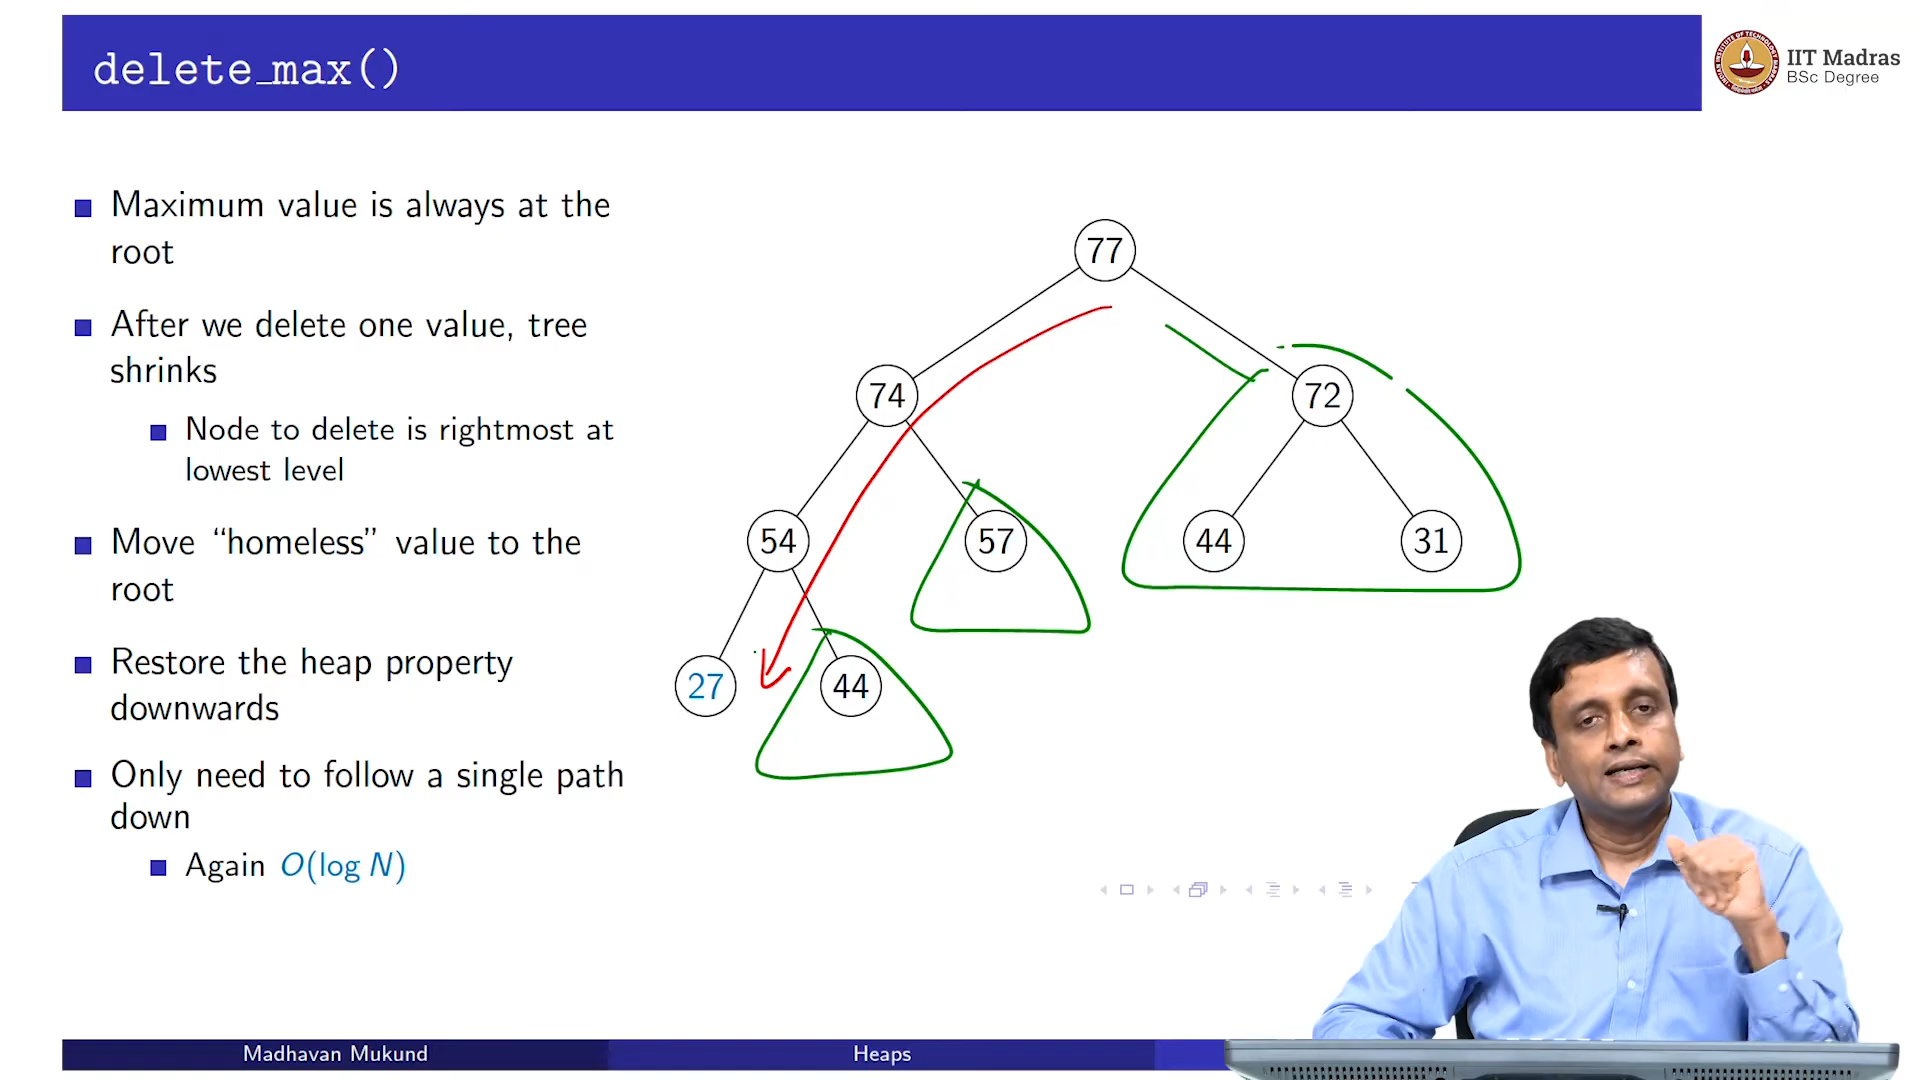 delete_max()
IIT Madras
BSc Degree
Maximum value is always at the
root
After we delete one value, tree
shrinks
Node to delete is rightmost at
lowest level
Move “homeless” value to the
root
Restore the heap property
downwards
Only need to follow a single path
down
Again O(log N)
77
74
72
54
57
44
31
27
44
Madhavan Mukund
Heaps